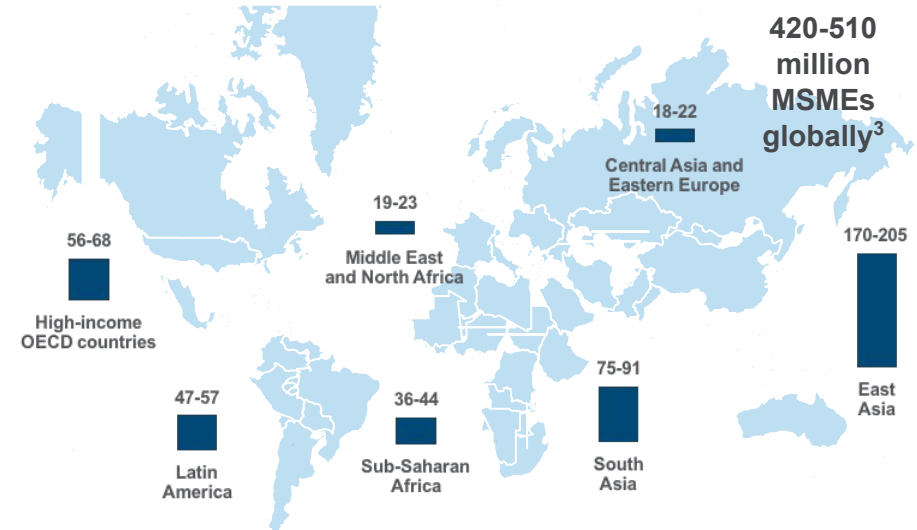 420-510
million
MSMEs
globally3
18-22
Central Asia and
Eastern Europe
19-23
Middle East
and North Africa
56-68
High-income
OECD countries
170-205
East
Asia
47-57
Latin
America
36-44
Sub-Saharan
Africa
75-91
South
Asia